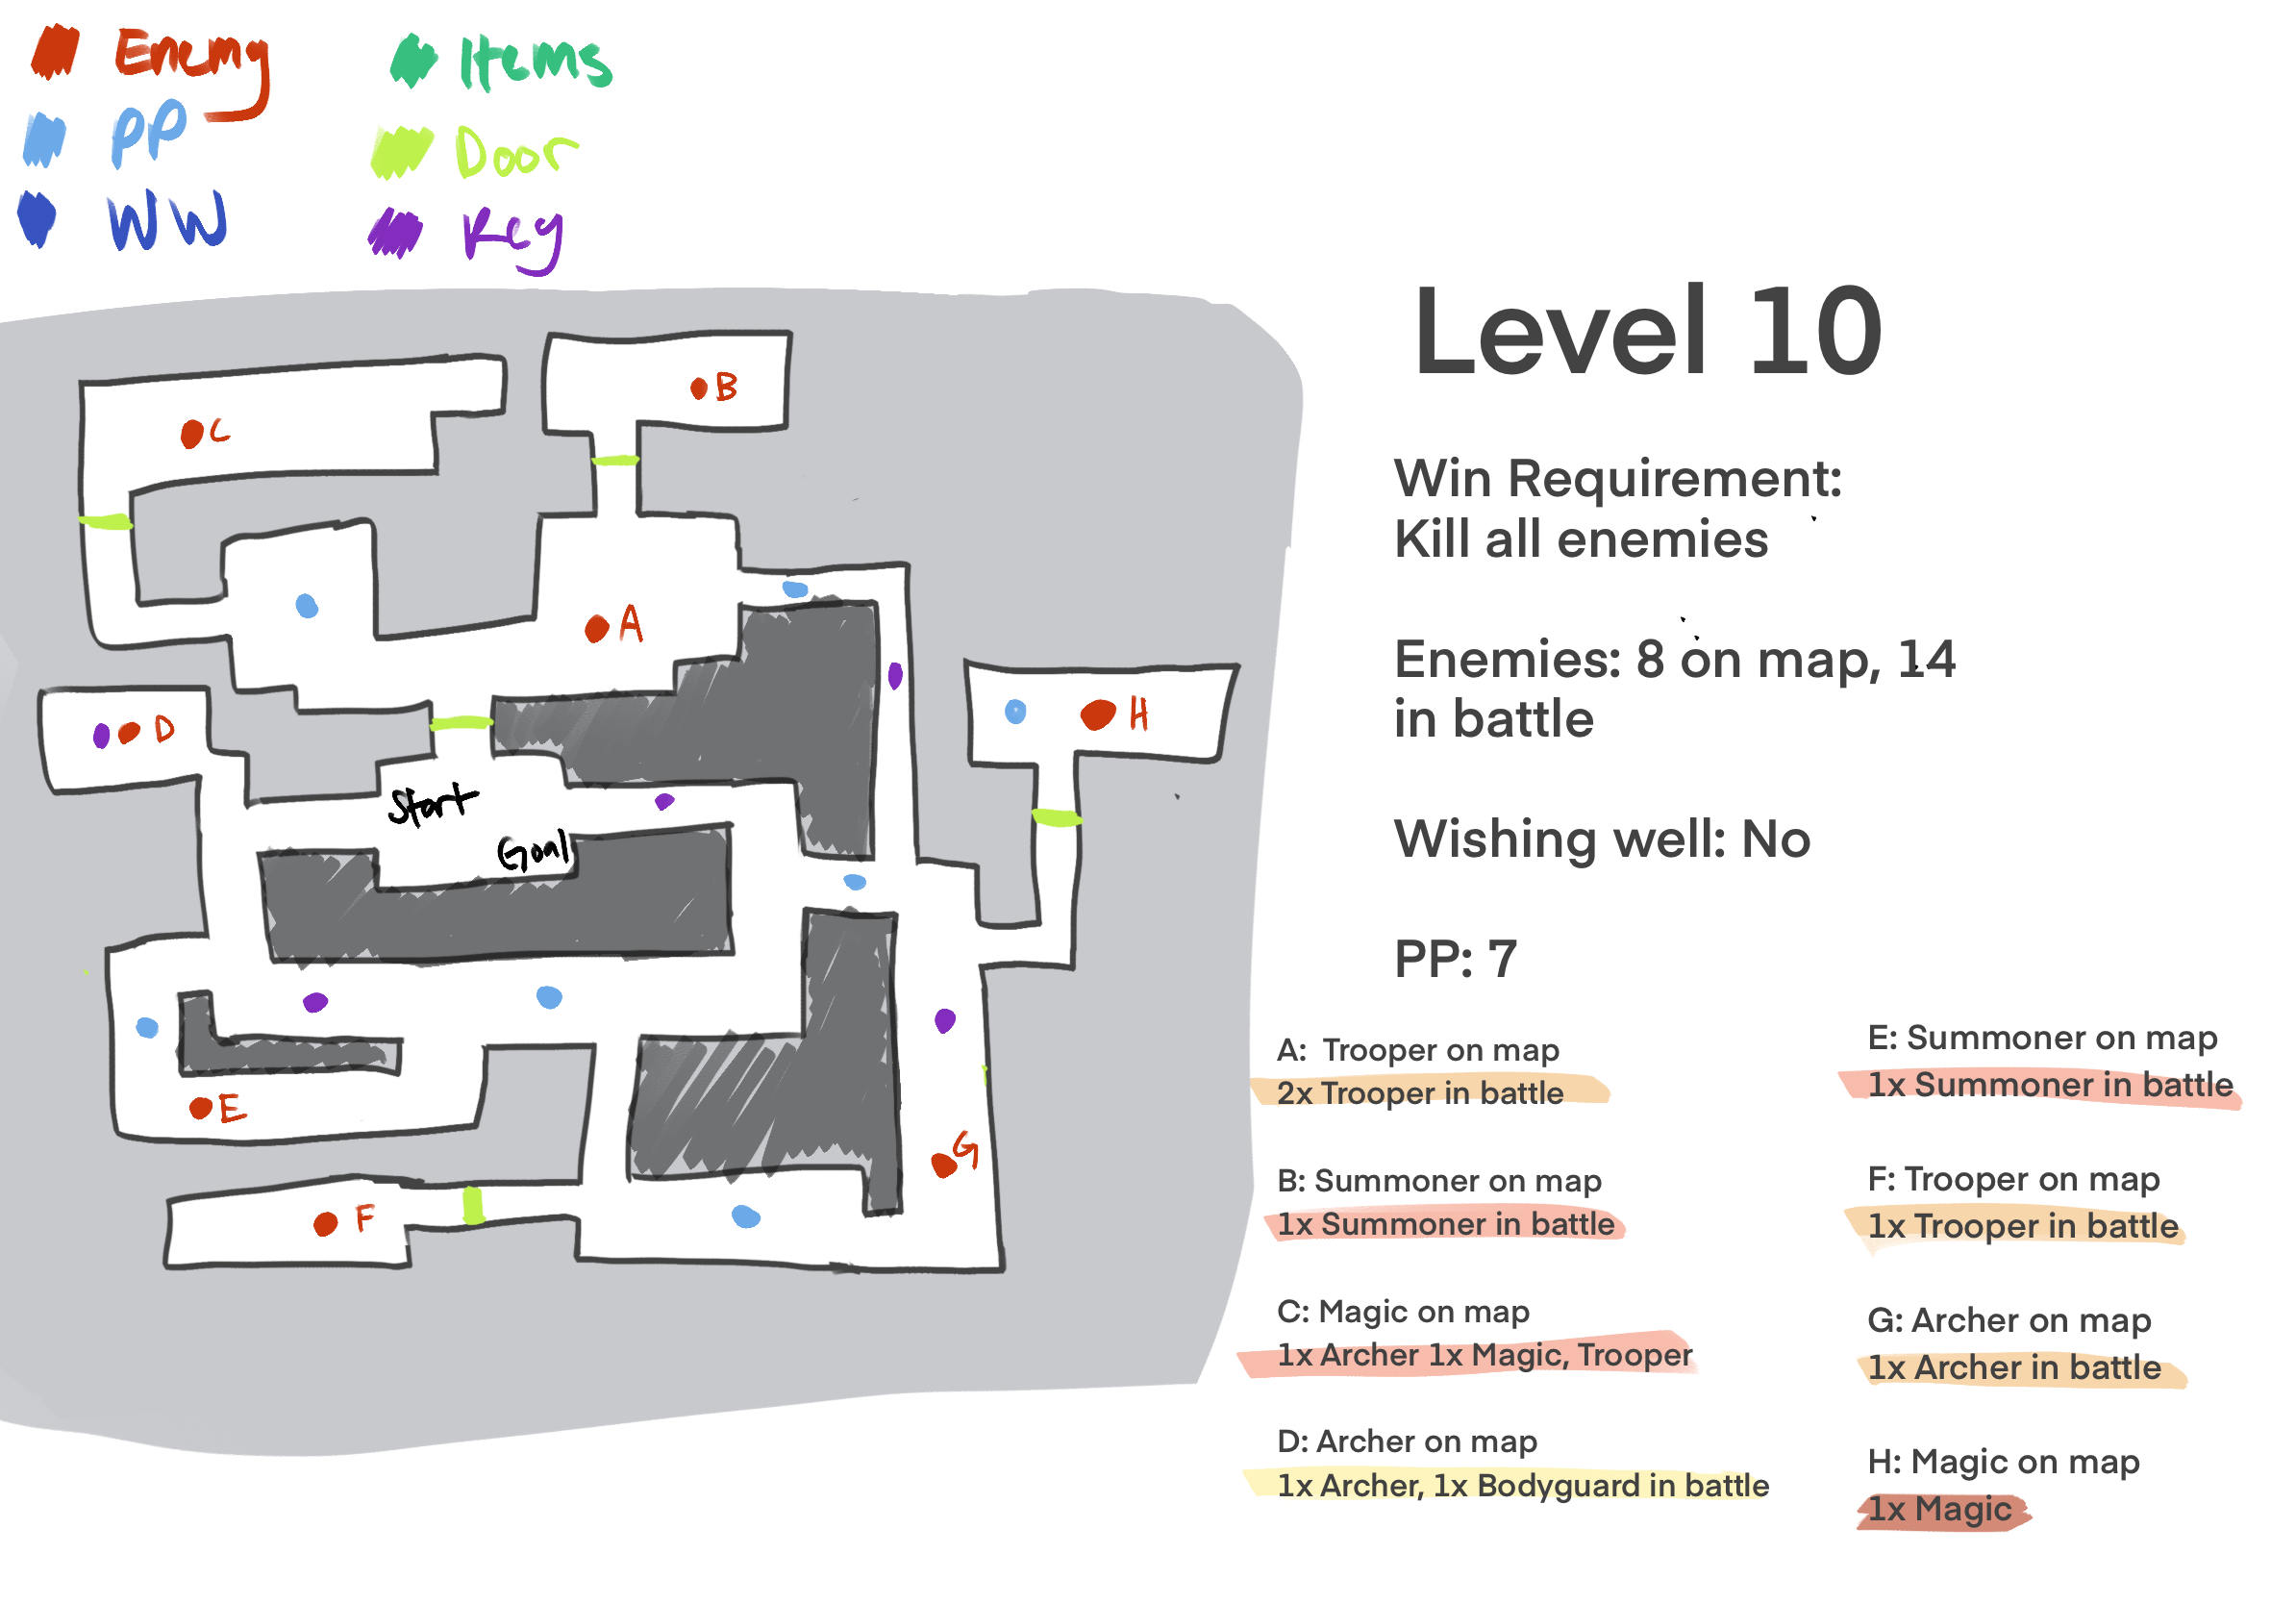 Enemy
Items
PP
Door
WW
Key
Level 10
Win Requirement:
Kill all enemies
Enemies: 8 on map, 14
in battle
Wishing well: No
PP: 7
C
B
A
D
H
Start
Goal
E
G
F
A: Trooper on map
2x Trooper in battle
B: Summoner on map
1x Summoner in battle
C: Magic on map
1x Archer 1x Magic, Trooper
D: Archer on map
1x Archer, 1x Bodyguard in battle
E: Summoner on map
1x Summoner in battle
F: Trooper on map
1x Trooper in battle
G: Archer on map
1x Archer in battle
H: Magic on map
1x Magic